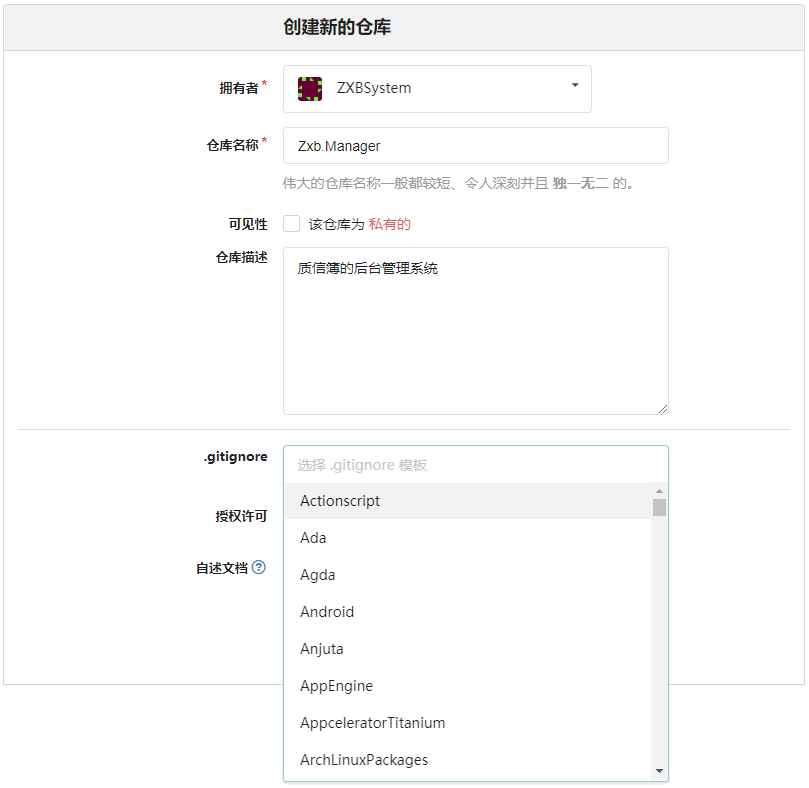 创建新的仓库
拥有者* ZXBSystem
仓库名称* Zxb.Manager
伟大的仓库名称一般都较短、令人深刻并且 独一无二 的。
可见性 该仓库为 私有的
仓库描述 质信簿的后台管理系统
.gitignore 选择 .gitignore 模板
Actionscript
授权许可
Ada
自述文档 ?
Agda
Android
Anjuta
AppEngine
AppceleratorTitanium
ArchLinuxPackages